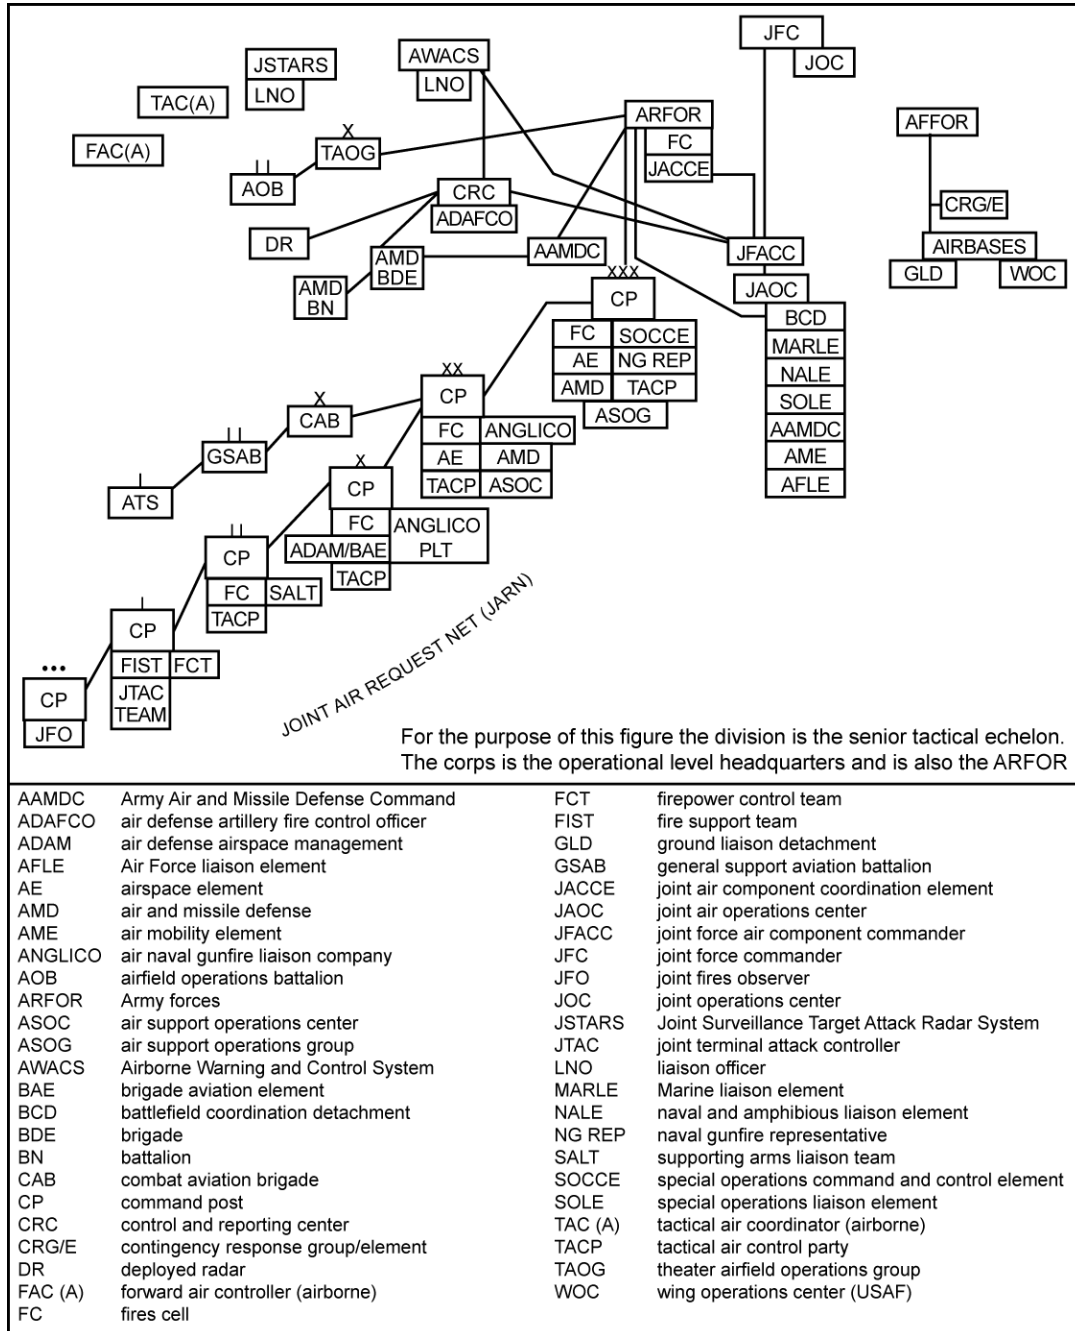 JFC
JOC
AWACS
LNO
JSTARS
LNO
TAC(A)
FAC(A)
ARFOR
FC
JACCE
AFFOR
CRG/E
AIRBASES
GLD
WOC
X
TAOG
II
AOB
CRC
ADAFCO
DR
AMD
BDE
AMD
BN
AAMDC
JFACC
JAOC
BCD
MARLE
NALE
SOLE
AAMDC
AME
AFLE
XXX
CP
FC
SOCCE
AE
NG REP
AMD
TACP
ASOG
XX
CP
FC
ANGLICO
AE
AMD
TACP
ASOC
X
CAB
II
GSAB
I
ATS
X
CP
FC
ANGLICO
PLT
ADAM/BAE
TACP
II
CP
FC
SALT
TACP
I
CP
FIST
FCT
JTAC
TEAM
•••
CP
JFO
JOINT AIR REQUEST NET (JARN)
For the purpose of this figure the division is the senior tactical echelon.
The corps is the operational level headquarters and is also the ARFOR
AAMDC Army Air and Missile Defense Command
ADAFCO air defense artillery fire control officer
ADAM air defense airspace management
AFLE Air Force liaison element
AE airspace element
AMD air and missile defense
AME air mobility element
ANGLICO air naval gunfire liaison company
AOB airfield operations battalion
ARFOR Army forces
ASOC air support operations center
ASOG air support operations group
AWACS Airborne Warning and Control System
BAE brigade aviation element
BCD battlefield coordination detachment
BDE brigade
BN battalion
CAB combat aviation brigade
CP command post
CRC control and reporting center
CRG/E contingency response group/element
DR deployed radar
FAC (A) forward air controller (airborne)
FC fires cell
FCT firepower control team
FIST fire support team
GLD ground liaison detachment
GSAB general support aviation battalion
JACCE joint air component coordination element
JAOC joint air operations center
JFACC joint force air component commander
JFC joint force commander
JFO joint fires observer
JOC joint operations center
JSTARS Joint Surveillance Target Attack Radar System
JTAC joint terminal attack controller
LNO liaison officer
MARLE Marine liaison element
NALE naval and amphibious liaison element
NG REP naval gunfire representative
SALT supporting arms liaison team
SOCCE special operations command and control element
SOLE special operations liaison element
TAC (A) tactical air coordinator (airborne)
TACP tactical air control party
TAOG theater airfield operations group
WOC wing operations center (USAF)